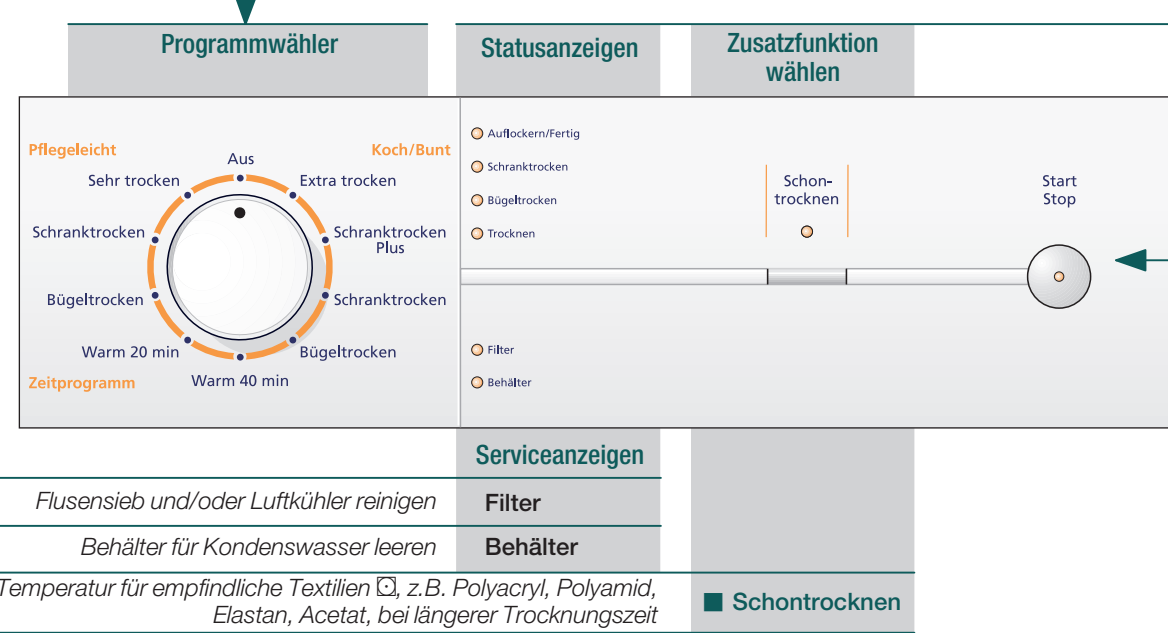 Programmwähler
Statusanzeigen
Zusatzfunktion
wählen
Pflegeleicht
Koch/Bunt
Aus
Sehr trocken
Extra trocken
Schranktrocken
Schranktrocken
Plus
Bügeltrocken
Schranktrocken
Warm 20 min
Bügeltrocken
Zeitprogramm
Warm 40 min
Auflockern/Fertig
Schranktrocken
Bügeltrocken
Trocknen
Filter
Behälter
Schon-
trocknen
Start
Stop
Serviceanzeigen
Flusensieb und/oder Luftkühler reinigen Filter
Behälter für Kondenswasser leeren Behälter
Temperatur für empfindliche Textilien, z.B. Polyacryl, Polyamid,
Elastan, Acetat, bei längerer Trocknungszeit
Schontrocknen